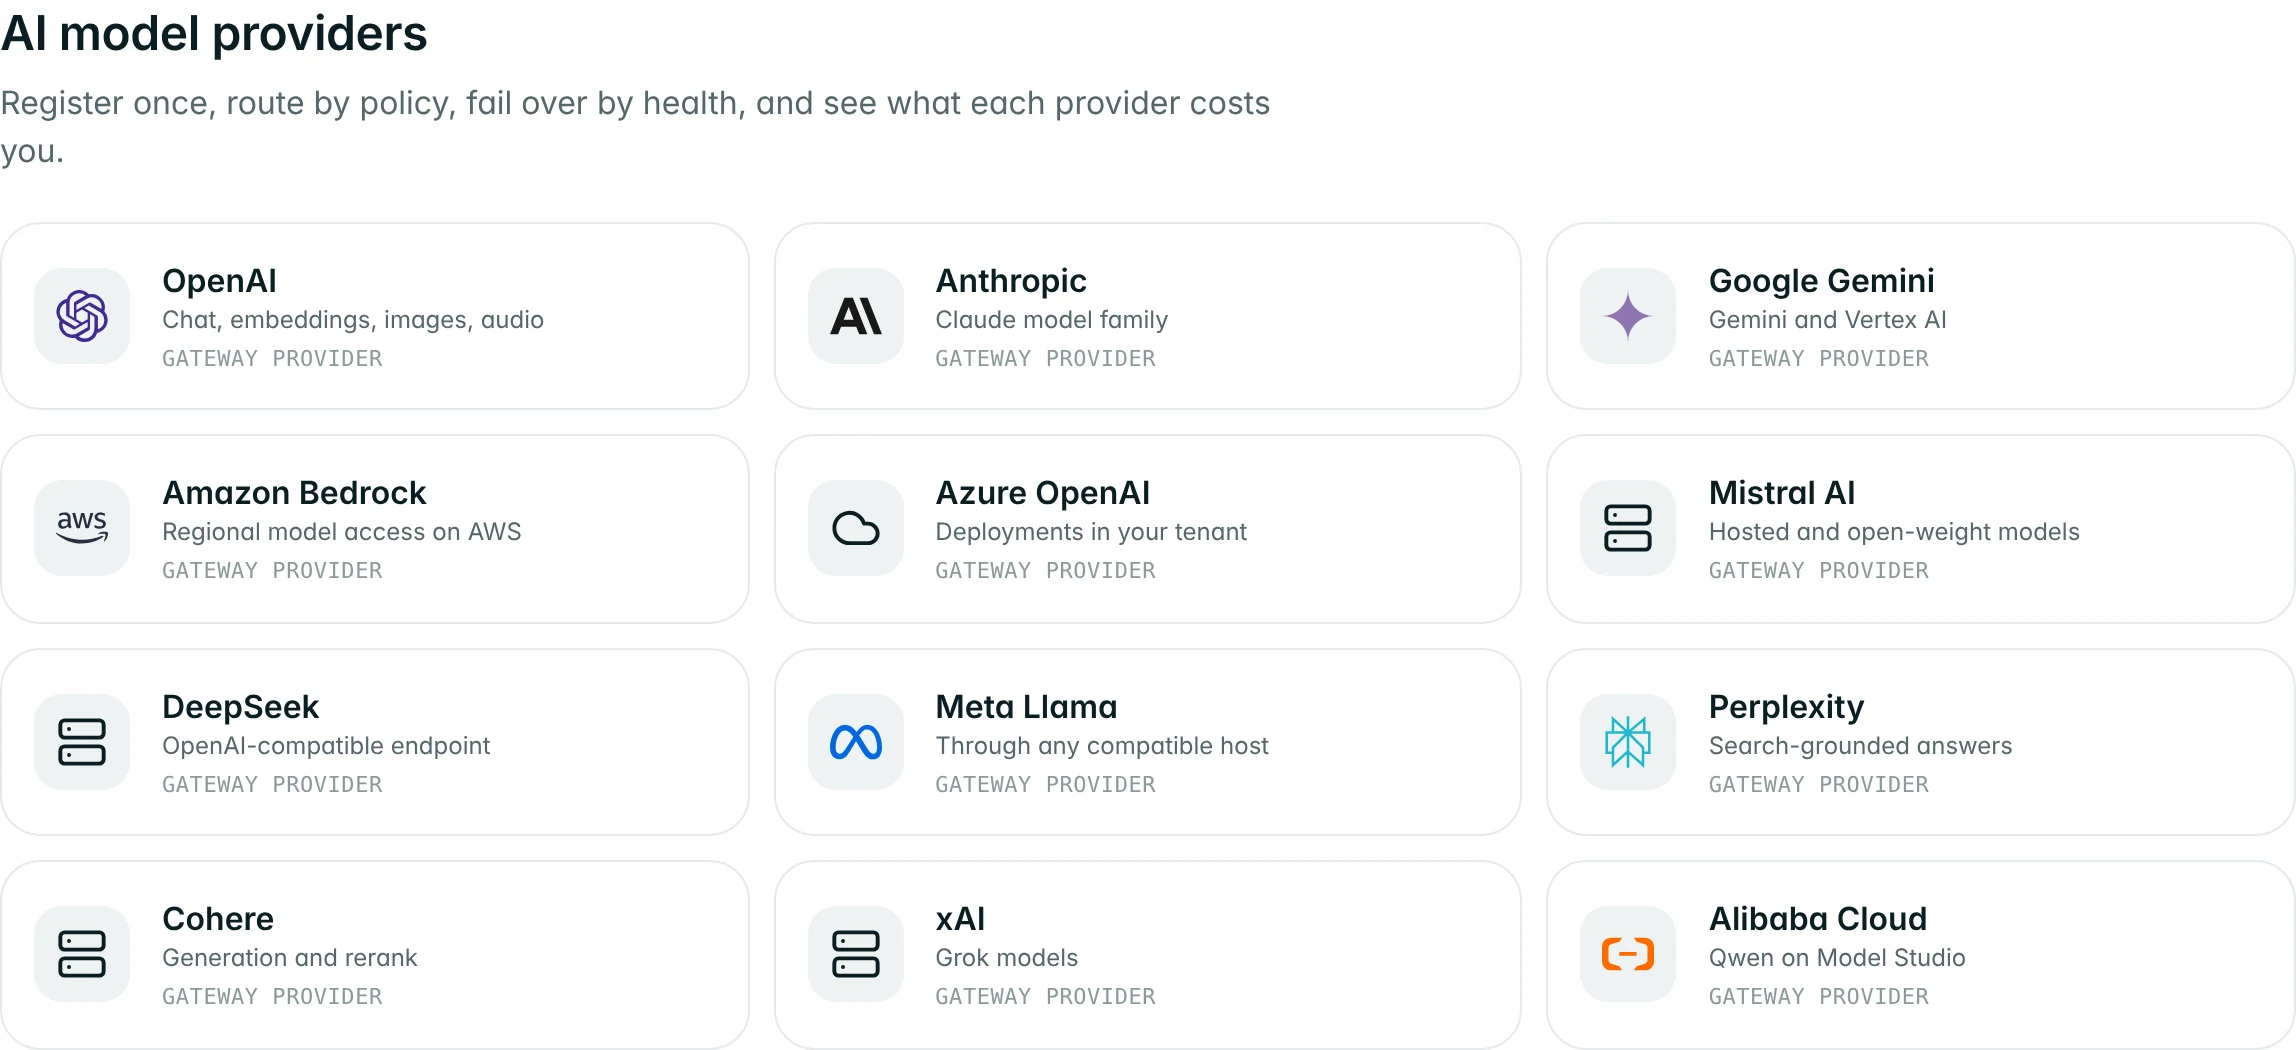 AI model providers
Register once, route by policy, fail over by health, and see what each provider costs
you.
OpenAI
Chat, embeddings, images, audio
GATEWAY PROVIDER
Anthropic
Claude model family
GATEWAY PROVIDER
Google Gemini
Gemini and Vertex AI
GATEWAY PROVIDER
aws
Amazon Bedrock
Regional model access on AWS
GATEWAY PROVIDER
Azure OpenAI
Deployments in your tenant
GATEWAY PROVIDER
Mistral AI
Hosted and open-weight models
GATEWAY PROVIDER
DeepSeek
OpenAI-compatible endpoint
GATEWAY PROVIDER
Meta Llama
Through any compatible host
GATEWAY PROVIDER
Perplexity
Search-grounded answers
GATEWAY PROVIDER
Cohere
Generation and rerank
GATEWAY PROVIDER
xAI
Grok models
GATEWAY PROVIDER
Alibaba Cloud
Qwen on Model Studio
GATEWAY PROVIDER